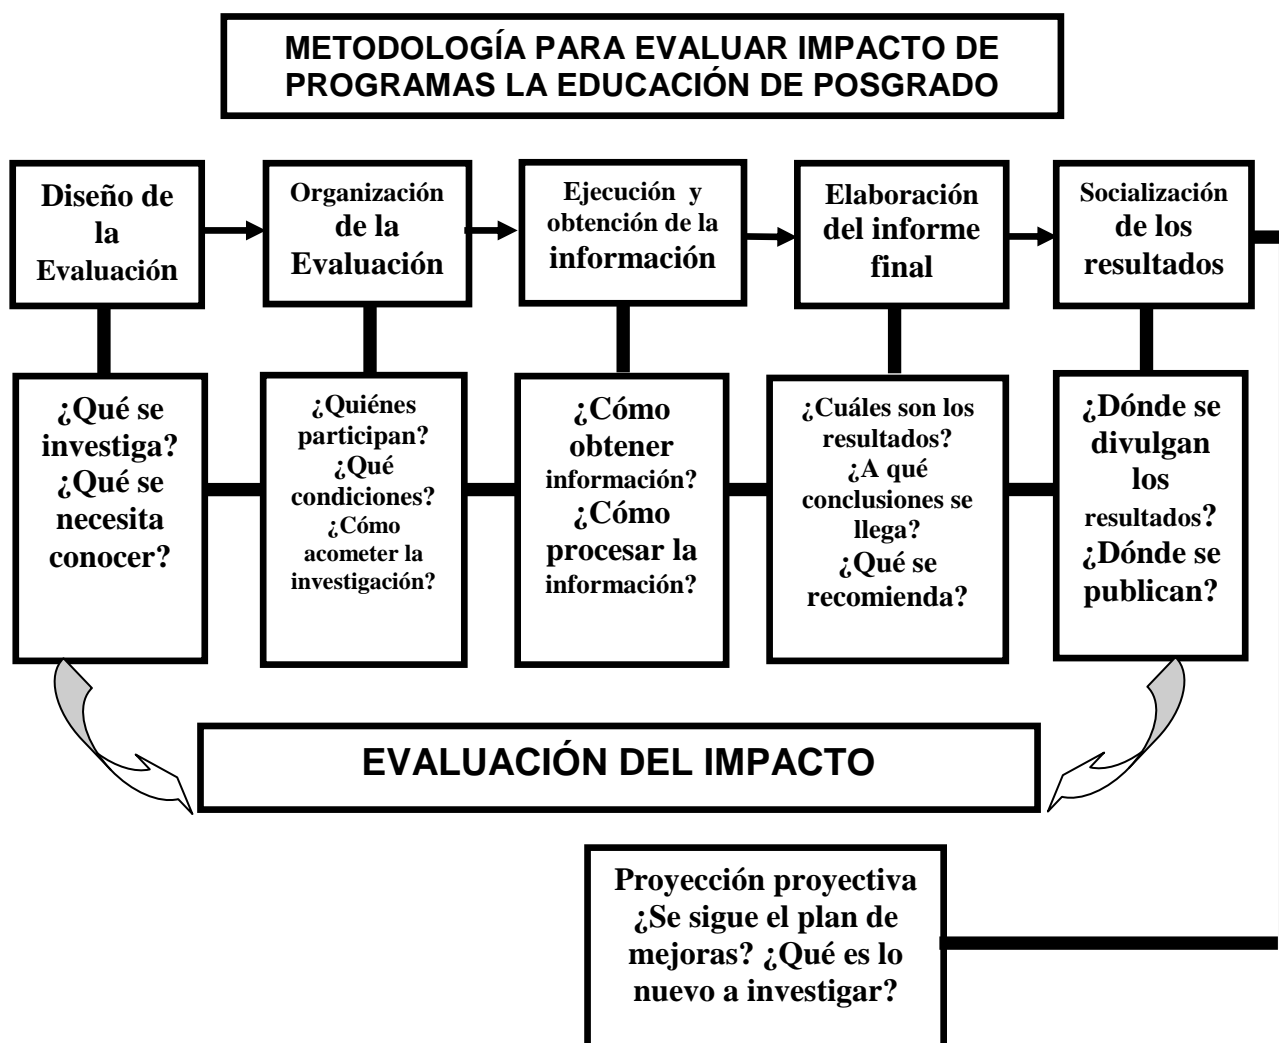 METODOLOGÍA PARA EVALUAR IMPACTO DE
PROGRAMAS LA EDUCACIÓN DE POSGRADO
Diseño de
la
Evaluación
Organización
de la
Evaluación
Ejecución y
obtención de la
información
Elaboración
del informe
final
Socialización
de los
resultados
¿Qué se
investiga?
¿Qué se
necesita
conocer?
¿Quiénes
participan?
¿Qué
condiciones?
¿Cómo
acometer la
investigación?
¿Cómo
obtener
información?
¿Cómo
procesar la
información?
¿Cuáles son los
resultados?
¿A qué
conclusiones se
llega?
¿Qué se
recomienda?
¿Dónde se
divulgan
los
resultados?
¿Dónde se
publican?
EVALUACIÓN DEL IMPACTO
Proyección proyectiva
¿Se sigue el plan de
mejoras? ¿Qué es lo
nuevo a investigar?